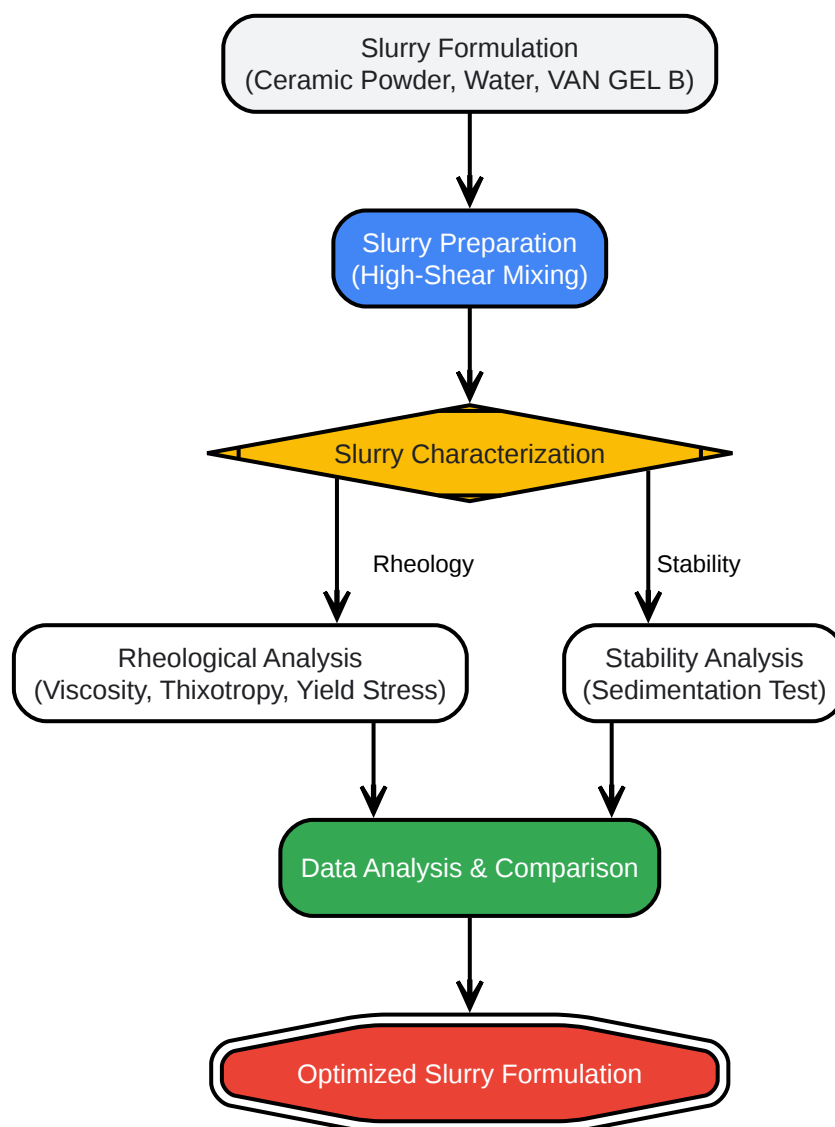 Slurry Formulation
(Ceramic Powder, Water, VAN GEL B)
Slurry Preparation
(High-Shear Mixing)
Slurry Characterization
Rheology
Stability
Rheological Analysis
(Viscosity, Thixotropy, Yield Stress)
Stability Analysis
(Sedimentation Test)
Data Analysis & Comparison
Optimized Slurry Formulation